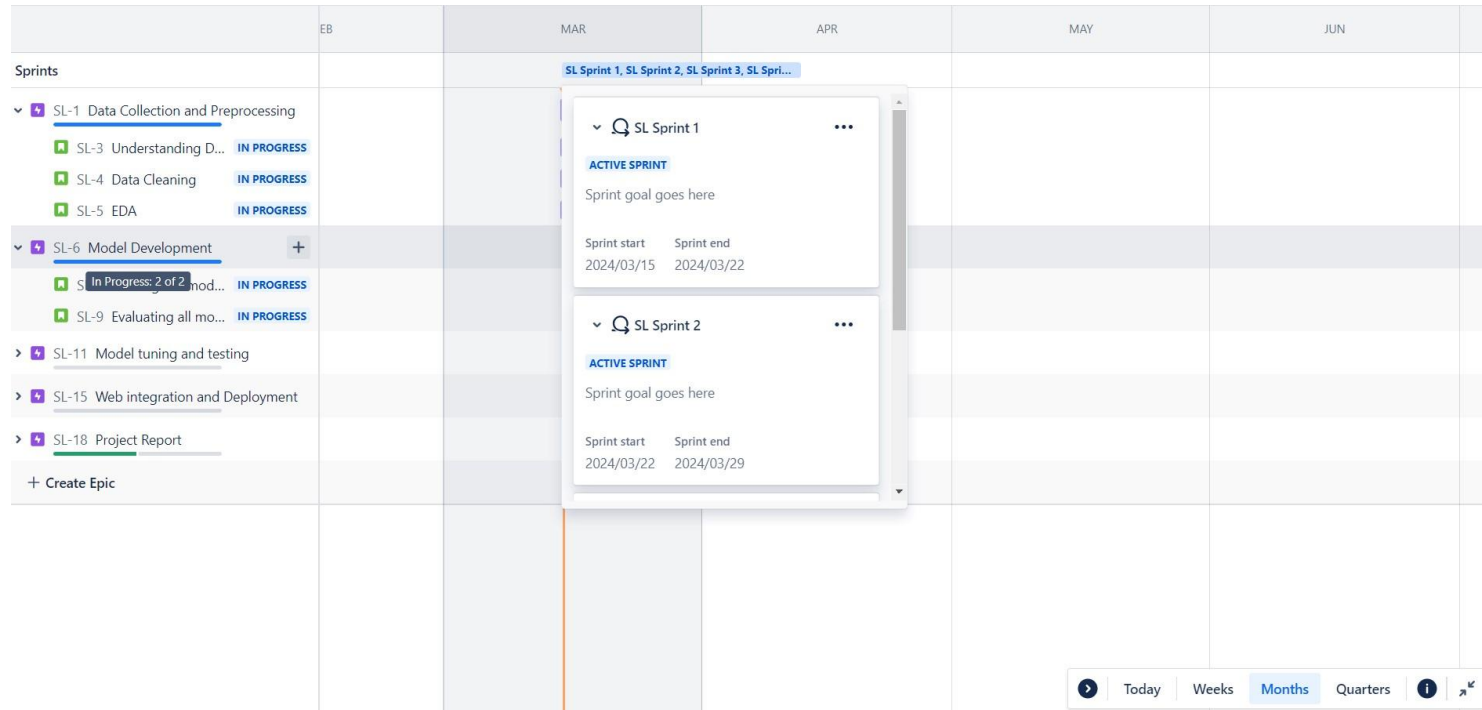 EB MAR APR MAY JUN
Sprints
SL Sprint 1, SL Sprint 2, SL Sprint 3, SL Spri...
SL-1 Data Collection and Preprocessing
SL-3 Understanding D... IN PROGRESS
SL-4 Data Cleaning IN PROGRESS
SL-5 EDA IN PROGRESS
SL-6 Model Development +
In Progress: 2 of 2
mod... IN PROGRESS
SL-9 Evaluating all mo... IN PROGRESS
SL-11 Model tuning and testing
SL-15 Web integration and Deployment
SL-18 Project Report
+ Create Epic
SL Sprint 1
ACTIVE SPRINT
Sprint goal goes here
Sprint start Sprint end
2024/03/15 2024/03/22
SL Sprint 2
ACTIVE SPRINT
Sprint goal goes here
Sprint start Sprint end
2024/03/22 2024/03/29
Today Weeks Months Quarters